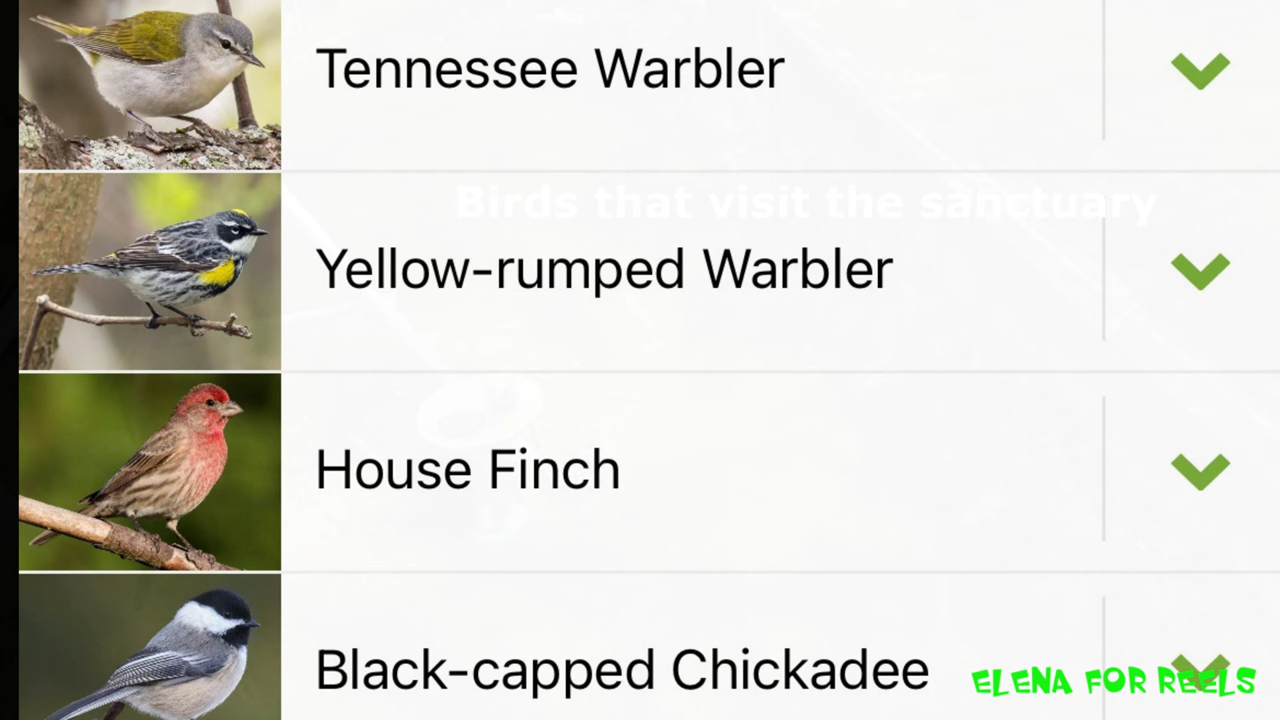 Tennessee Warbler
Birds that visit the sanctuary
Yellow-rumped Warbler
House Finch
Black-capped Chickadee
ELENA FOR REELS